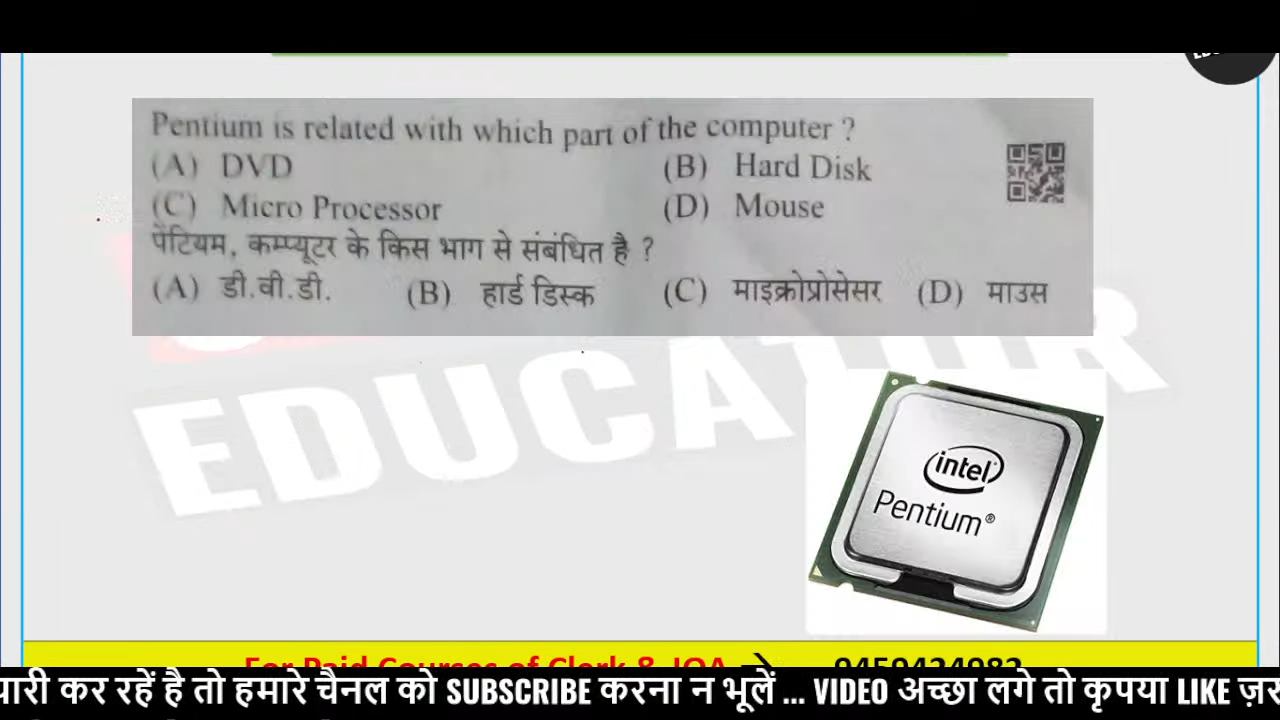 Pentium is related with which part of the computer ?
(A) DVD (B) Hard Disk
(C) Micro Processor (D) Mouse
पेंटियम, कम्प्यूटर के किस भाग से संबंधित है ?
(A) डी.वी.डी. (B) हार्ड डिस्क (C) माइक्रोप्रोसेसर (D) माउस
EDUCATOR
intel
Pentium®
For Paid Courses of Clerk & JOA → 9459424982
कर रहें है तो हमारे चैनल को SUBSCRIBE करना न भूलें ... VIDEO अच्छा लगे तो कृपया LIKE